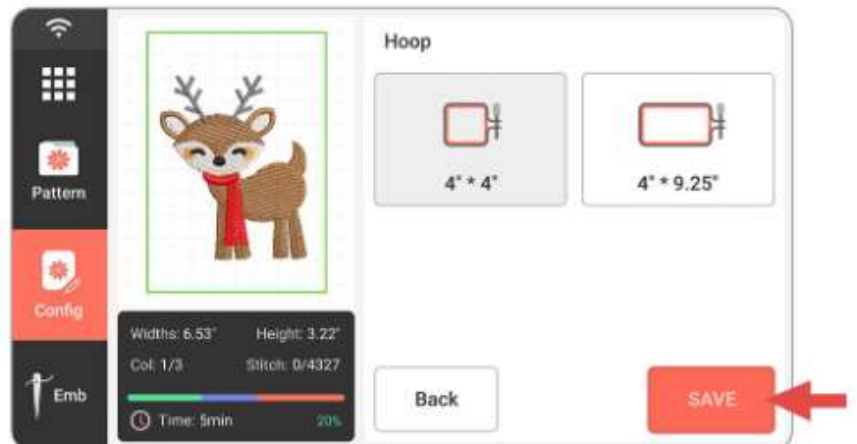 Hoop
Pattern
4" * 4"
4" * 9.25"
Config
Widths: 6.53" Height: 3.22"
Col: 1/3 Stitch: 0/4327
Emb
Time: 5min 20%
Back
SAVE